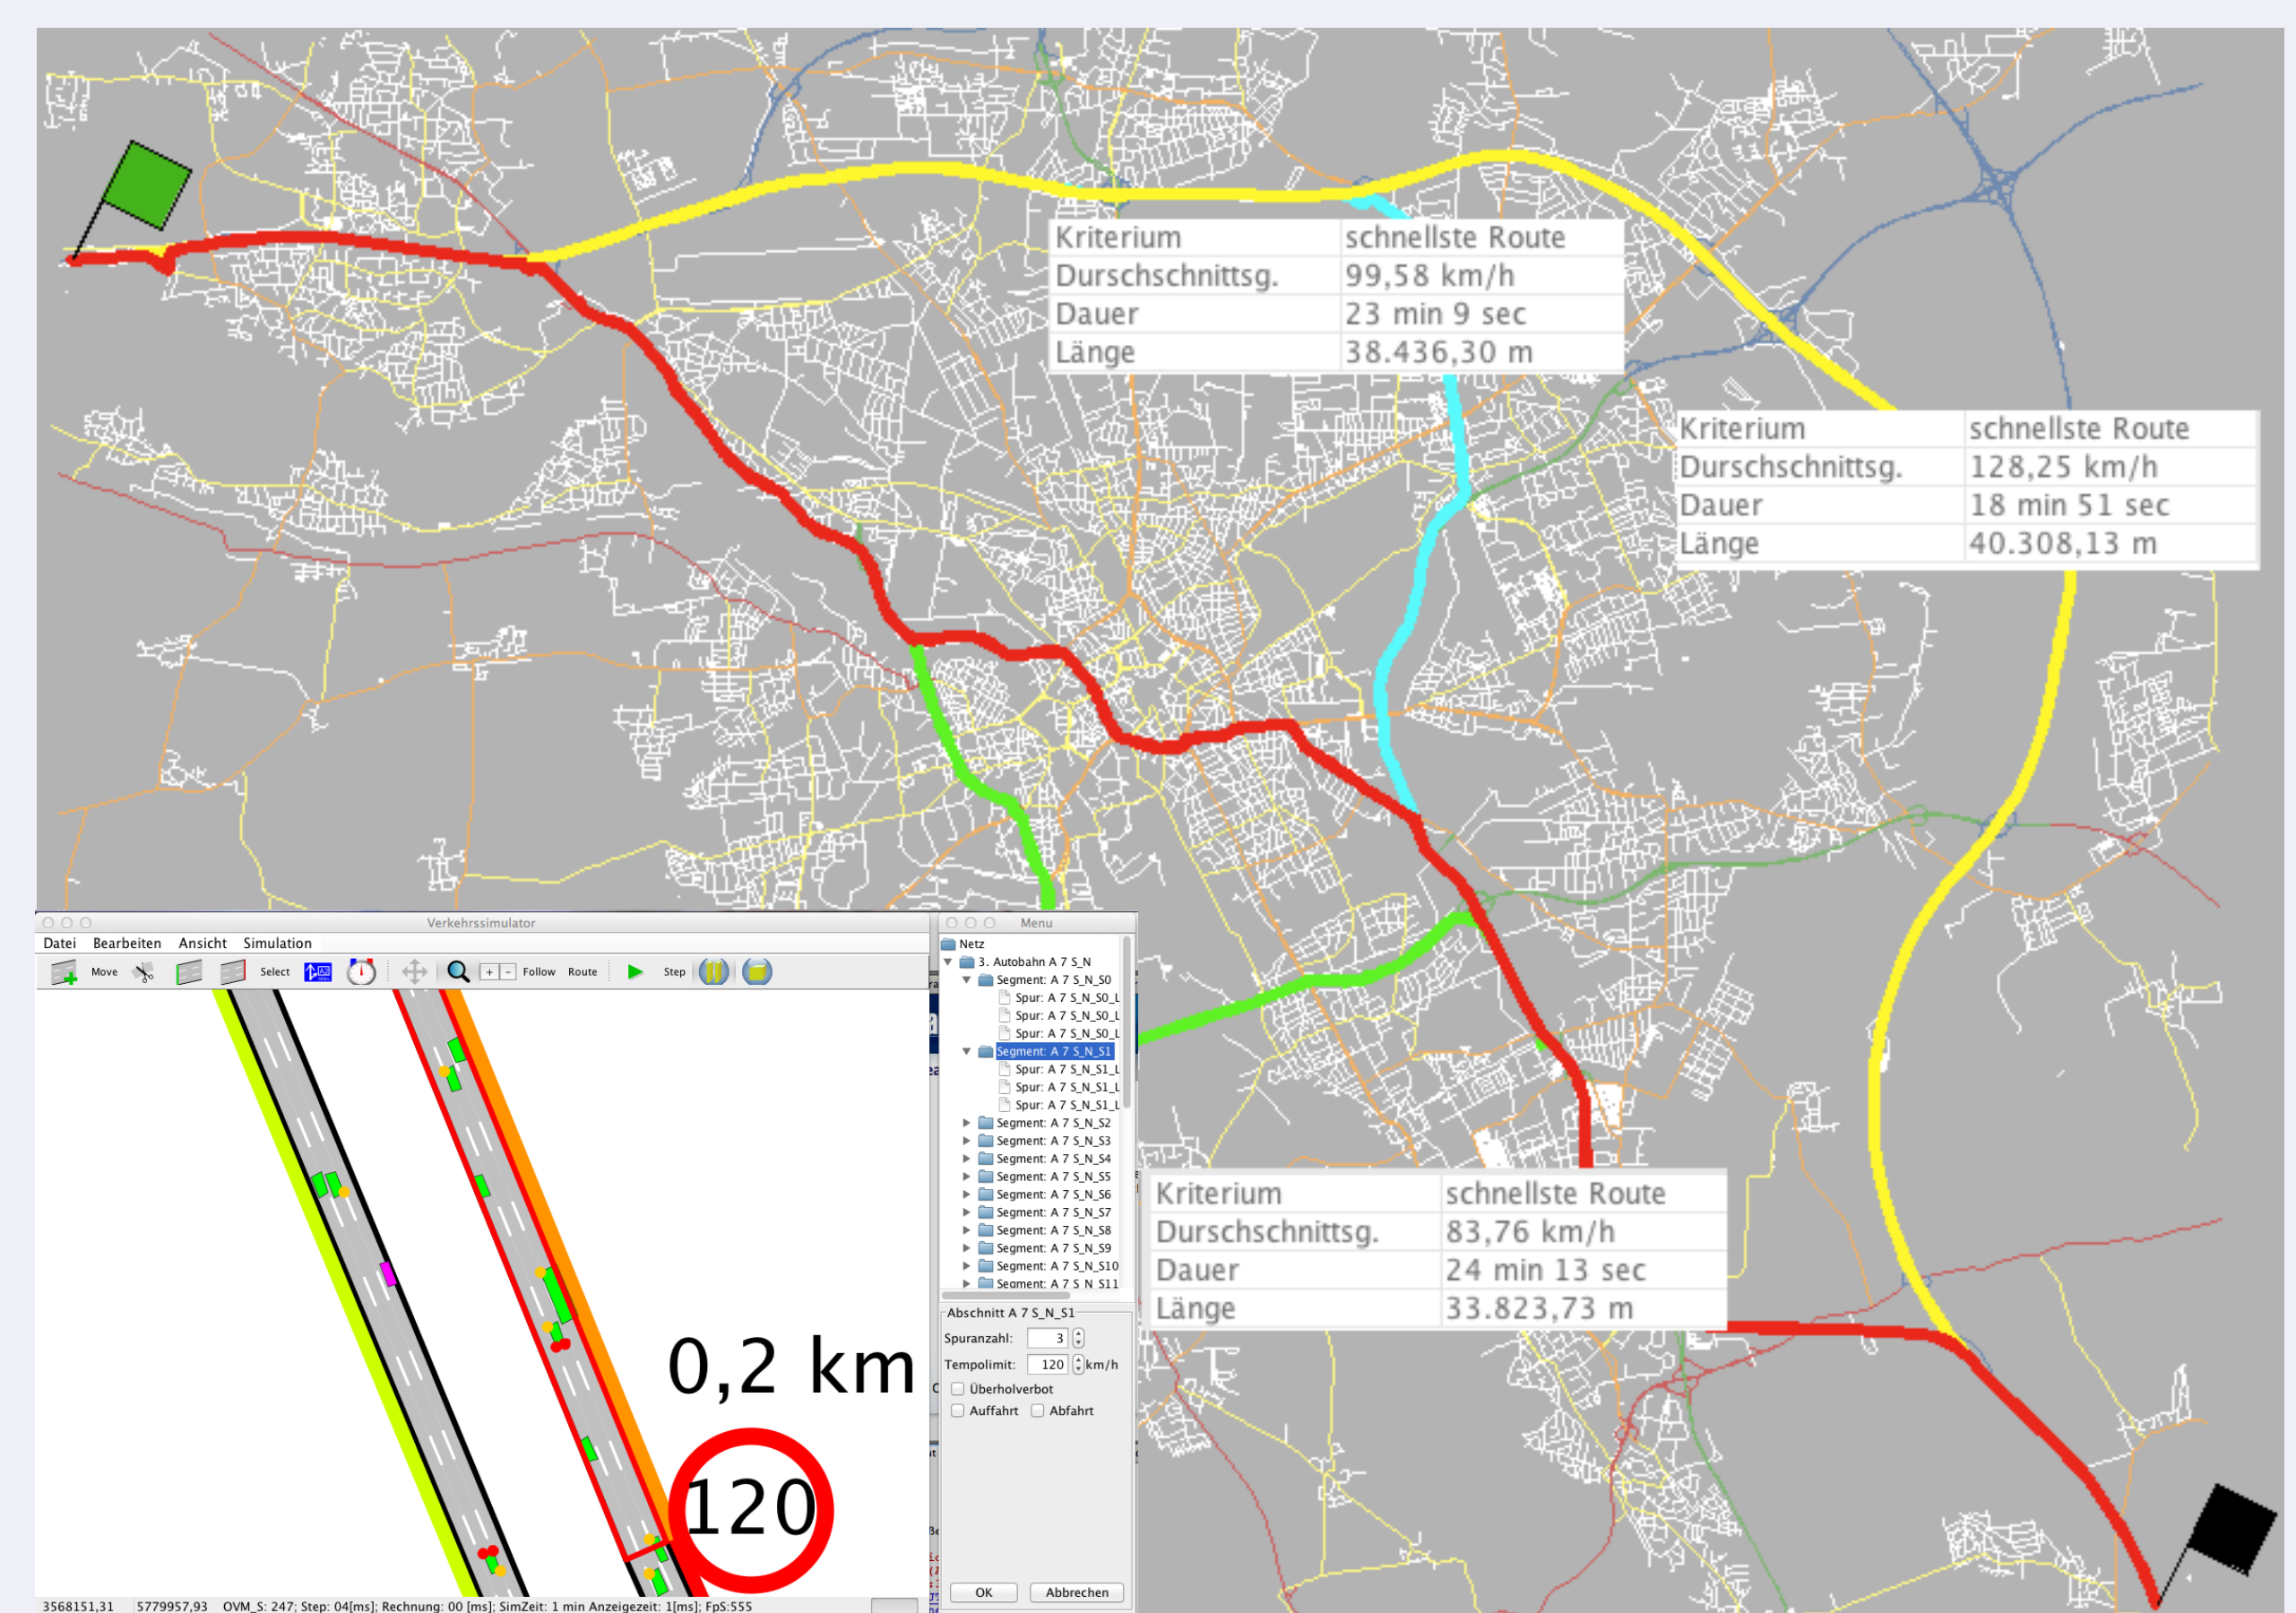 Kriterium schnellste Route
Durschschnittsg. 99,58 km/h
Dauer 23 min 9 sec
Länge 38.436,30 m
Kriterium schnellste Route
Durschschnittsg. 128,25 km/h
Dauer 18 min 51 sec
Länge 40.308,13 m
Kriterium schnellste Route
Durschschnittsg. 83,76 km/h
Dauer 24 min 13 sec
Länge 33.823,73 m
Verkehrssimulator
Datei Bearbeiten Ansicht Simulation
Move Select Follow Route Step
0,2 km
120
3568151,31 5779957,93 OVM_S: 247; Step: 04[ms]; Rechnung: 00 [ms]; SimZeit: 1 min Anzeigezeit: 1[ms]; FpS:555
Menu
Netz
3. Autobahn A 7 S_N
Segment: A 7 S_N_S0
Spur: A 7 S_N_S0_L
Spur: A 7 S_N_S0_L
Spur: A 7 S_N_S0_L
Segment: A 7 S_N_S1
Spur: A 7 S_N_S1_L
Spur: A 7 S_N_S1_L
Spur: A 7 S_N_S1_L
Segment: A 7 S_N_S2
Segment: A 7 S_N_S3
Segment: A 7 S_N_S4
Segment: A 7 S_N_S5
Segment: A 7 S_N_S6
Segment: A 7 S_N_S7
Segment: A 7 S_N_S8
Segment: A 7 S_N_S9
Segment: A 7 S_N_S10
Segment: A 7 S_N_S11
Abschnitt A 7 S_N_S1
Spuranzahl: 3
Tempolimit: 120 km/h
Überholverbot
Auffahrt Abfahrt
OK Abbrechen